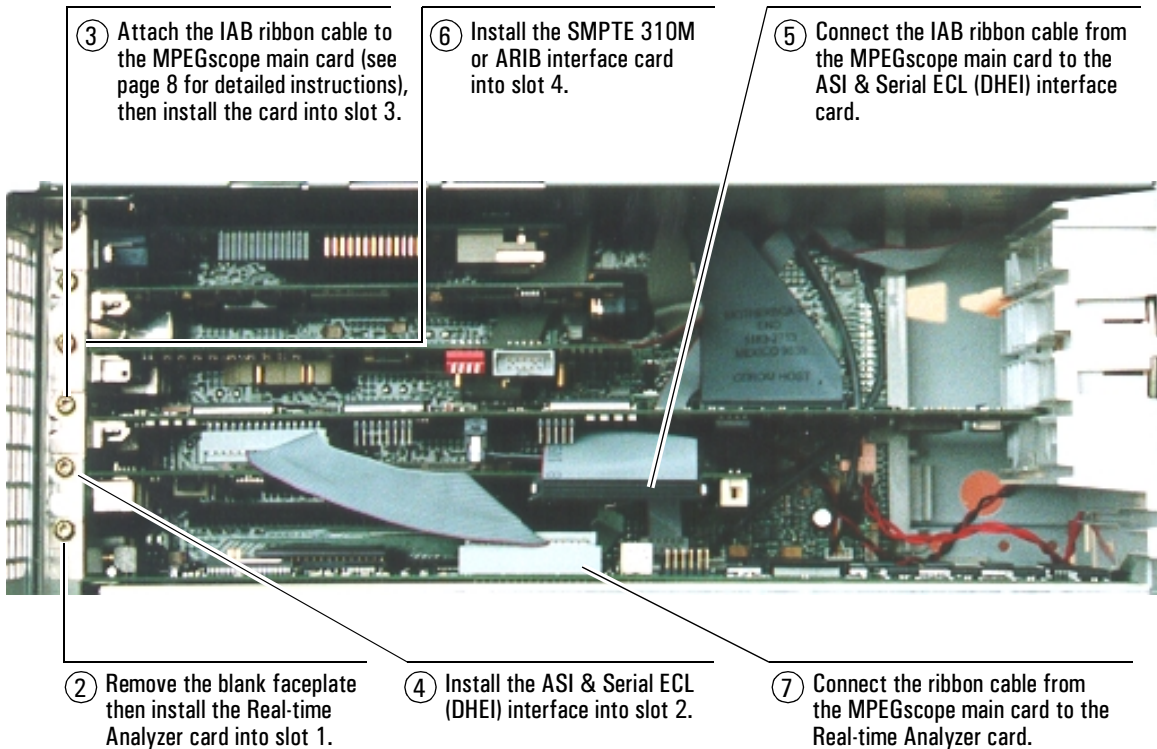 3 Attach the IAB ribbon cable to
the MPEGscope main card (see
page 8 for detailed instructions),
then install the card into slot 3.
6 Install the SMPTE 310M
or ARIB interface card
into slot 4.
5 Connect the IAB ribbon cable from
the MPEGscope main card to the
ASI & Serial ECL (DHEI) interface
card.
2 Remove the blank faceplate
then install the Real-time
Analyzer card into slot 1.
4 Install the ASI & Serial ECL
(DHEI) interface into slot 2.
7 Connect the ribbon cable from
the MPEGscope main card to the
Real-time Analyzer card.